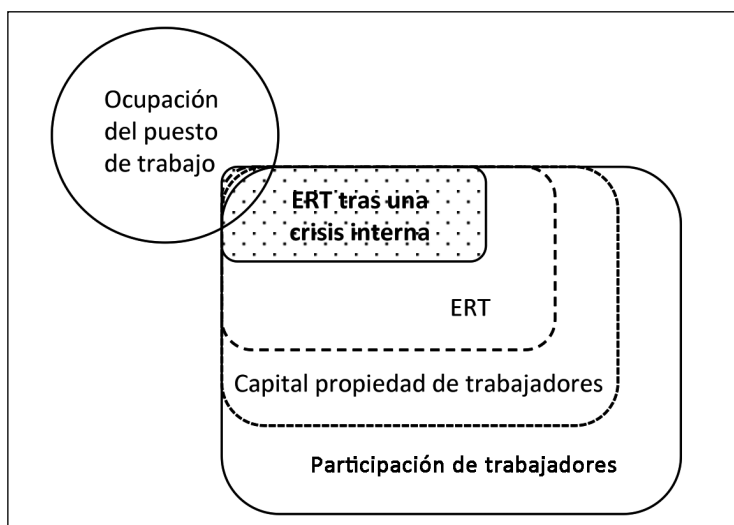 Ocupación
del puesto
de trabajo
ERT tras una
crisis interna
ERT
Capital propiedad de trabajadores
Participación de trabajadores